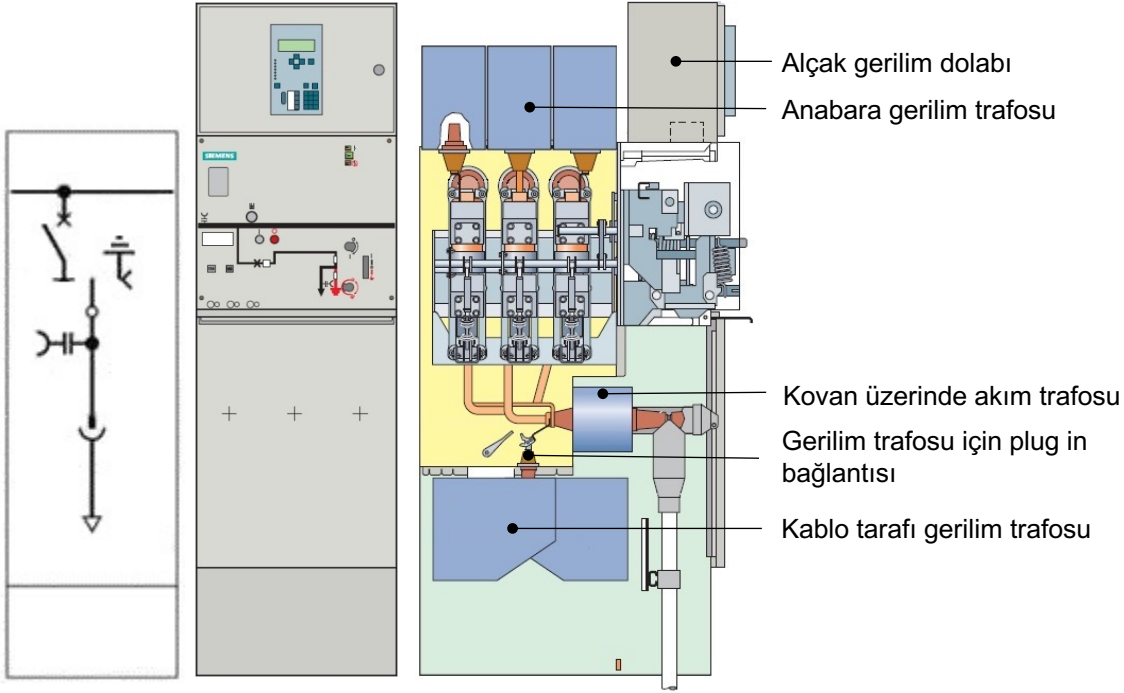 SIEMENS
Alçak gerilim dolabı
Anabara gerilim trafosu
Kovan üzerinde akım trafosu
Gerilim trafosu için plug in
bağlantısı
Kablo tarafı gerilim trafosu